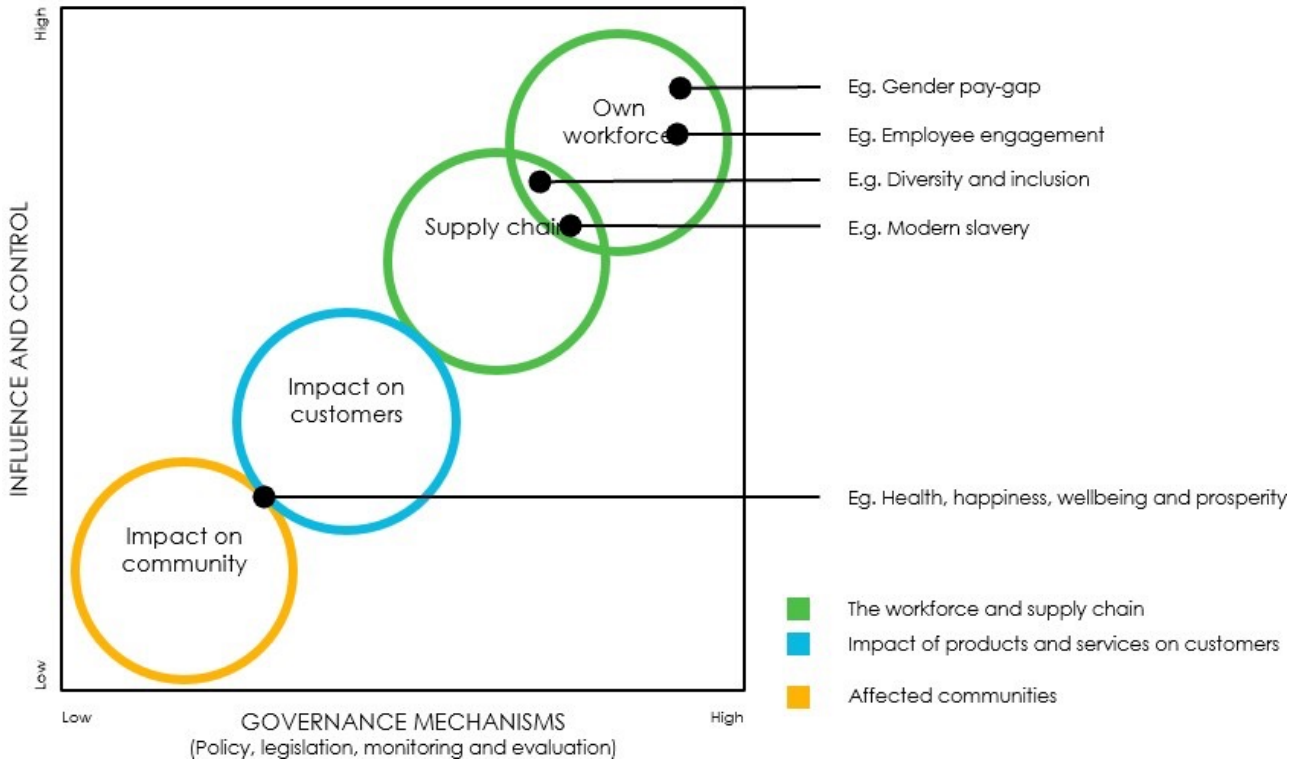 High
INFLUENCE AND CONTROL
Low
Own
workforce
Supply chain
Impact on
customers
Impact on
community
Eg. Gender pay-gap
Eg. Employee engagement
E.g. Diversity and inclusion
E.g. Modern slavery
Eg. Health, happiness, wellbeing and prosperity
The workforce and supply chain
Impact of products and services on customers
Affected communities
Low
GOVERNANCE MECHANISMS
(Policy, legislation, monitoring and evaluation)
High